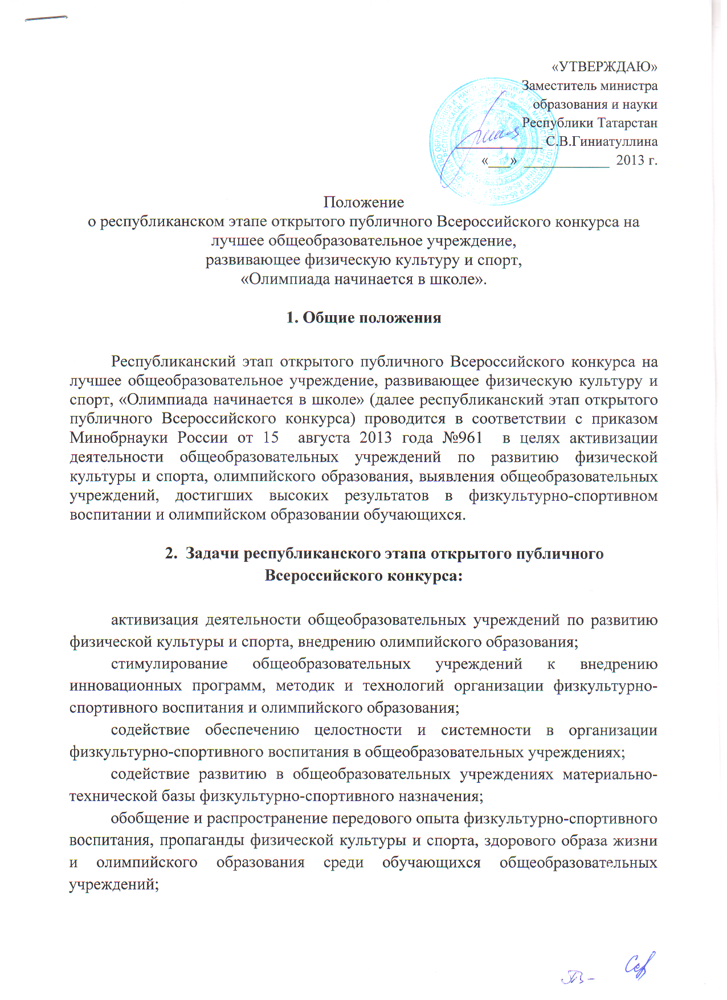 «УТВЕРЖДАЮ»
Заместитель министра
образования и науки
Республики Татарстан
____________ С.В.Гиниатуллина
«___» ____________ 2013 г.
Положение
о республиканском этапе открытого публичного Всероссийского конкурса на
лучшее общеобразовательное учреждение,
развивающее физическую культуру и спорт,
«Олимпиада начинается в школе».
1. Общие положения
Республиканский этап открытого публичного Всероссийского конкурса на
лучшее общеобразовательное учреждение, развивающее физическую культуру и
спорт, «Олимпиада начинается в школе» (далее республиканский этап открытого
публичного Всероссийского конкурса) проводится в соответствии с приказом
Минобрнауки России от 15 августа 2013 года №961 в целях активизации
деятельности общеобразовательных учреждений по развитию физической
культуры и спорта, олимпийского образования, выявления общеобразовательных
учреждений, достигших высоких результатов в физкультурно-спортивном
воспитании и олимпийском образовании обучающихся.
2. Задачи республиканского этапа открытого публичного
Всероссийского конкурса:
активизация деятельности общеобразовательных учреждений по развитию
физической культуры и спорта, внедрению олимпийского образования;
стимулирование общеобразовательных учреждений к внедрению
инновационных программ, методик и технологий организации физкультурно-
спортивного воспитания и олимпийского образования;
содействие обеспечению целостности и системности в организации
физкультурно-спортивного воспитания в общеобразовательных учреждениях;
содействие развитию в общеобразовательных учреждениях материально-
технической базы физкультурно-спортивного назначения;
обобщение и распространение передового опыта физкультурно-спортивного
воспитания, пропаганды физической культуры и спорта, здорового образа жизни
и олимпийского образования среди обучающихся общеобразовательных
учреждений;